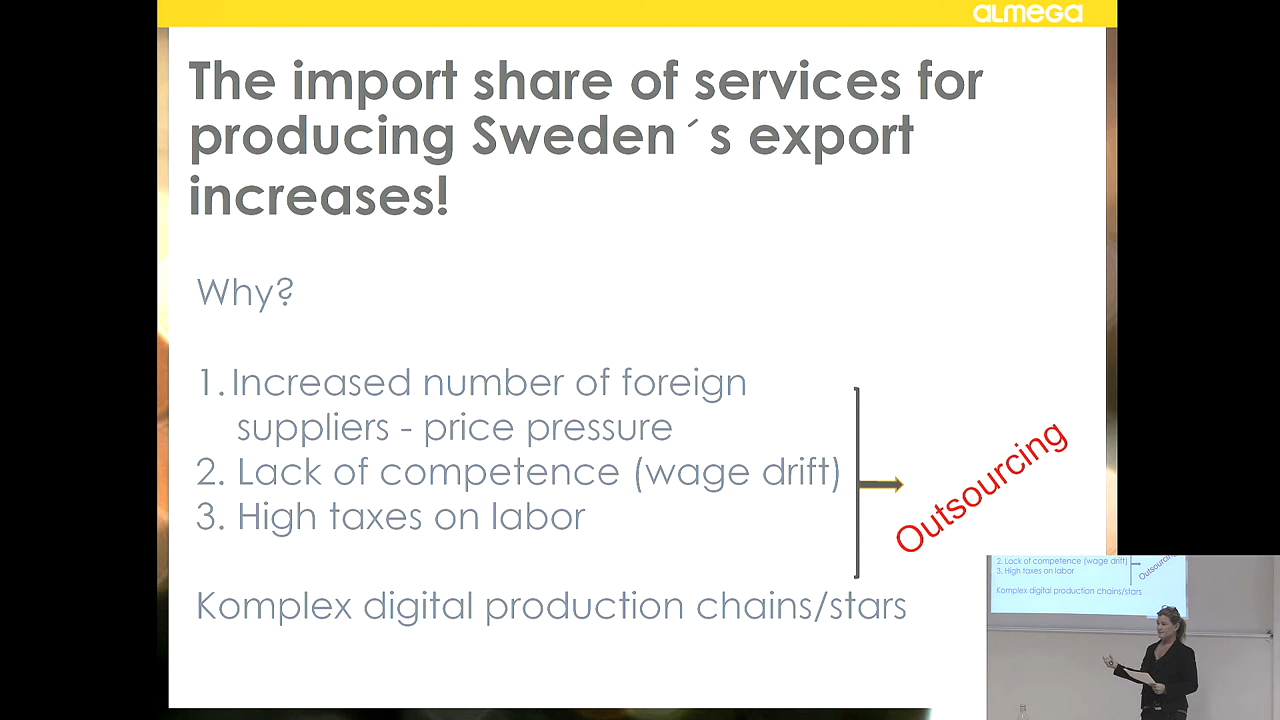 almega
The import share of services for
producing Sweden´s export
increases!
Why?
1. Increased number of foreign
suppliers - price pressure
2. Lack of competence (wage drift)
3. High taxes on labor
Outsourcing
Komplex digital production chains/stars
2. Lack of competence (wage drift)
3. High taxes on labor
Outsourcing
Komplex digital production chains/stars